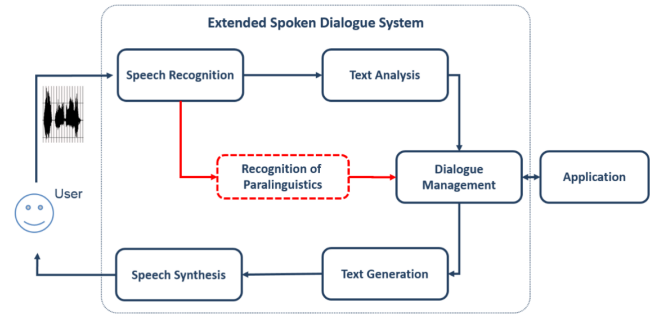 Extended Spoken Dialogue System
Speech Recognition
Text Analysis
Recognition of
Paralinguistics
Dialogue
Management
Application
User
Speech Synthesis
Text Generation